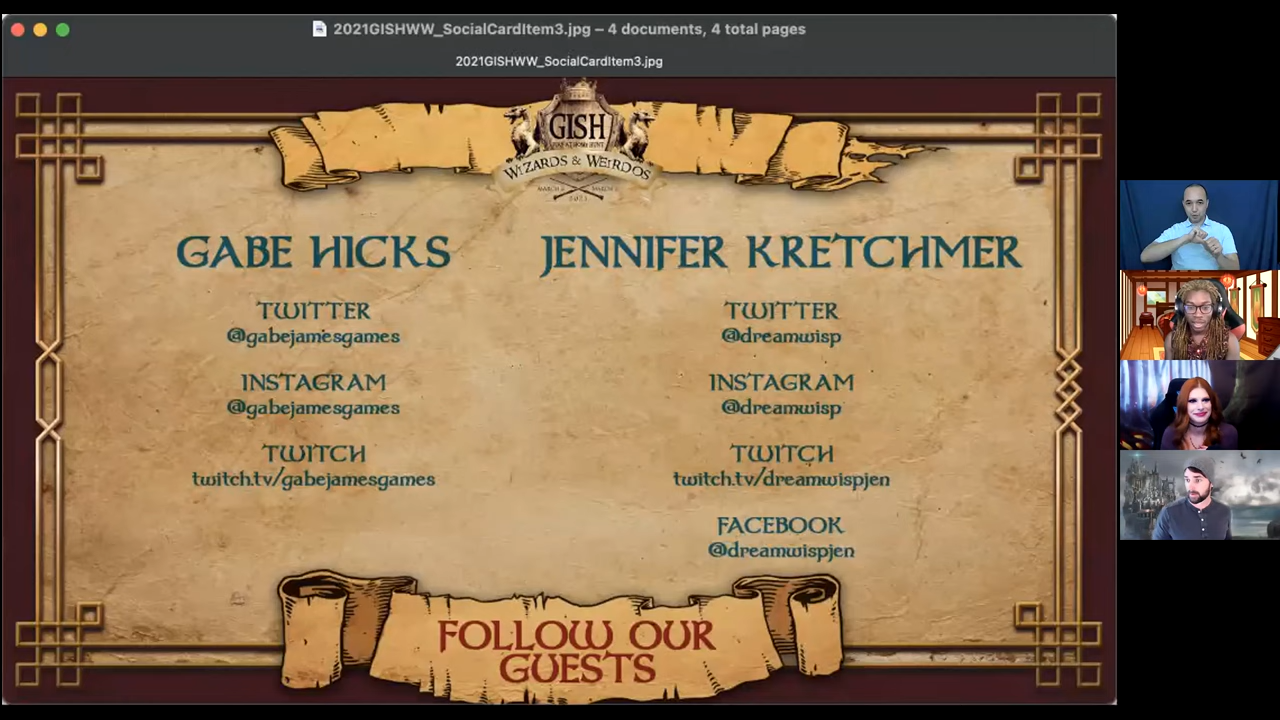 2021GISHWW_SocialCardItem3.jpg – 4 documents, 4 total pages
2021GISHWW_SocialCardItem3.jpg
GISH
WIZARDS & WEIRDOS
2021
GABE HICKS
TWITTER
@gabejamesgames
INSTAGRAM
@gabejamesgames
TWITCH
twitch.tv/gabejamesgames
JENNIFER KRETCHMER
TWITTER
@dreamwisp
INSTAGRAM
@dreamwisp
TWITCH
twitch.tv/dreamwispjen
FACEBOOK
@dreamwispjen
FOLLOW OUR
GUESTS